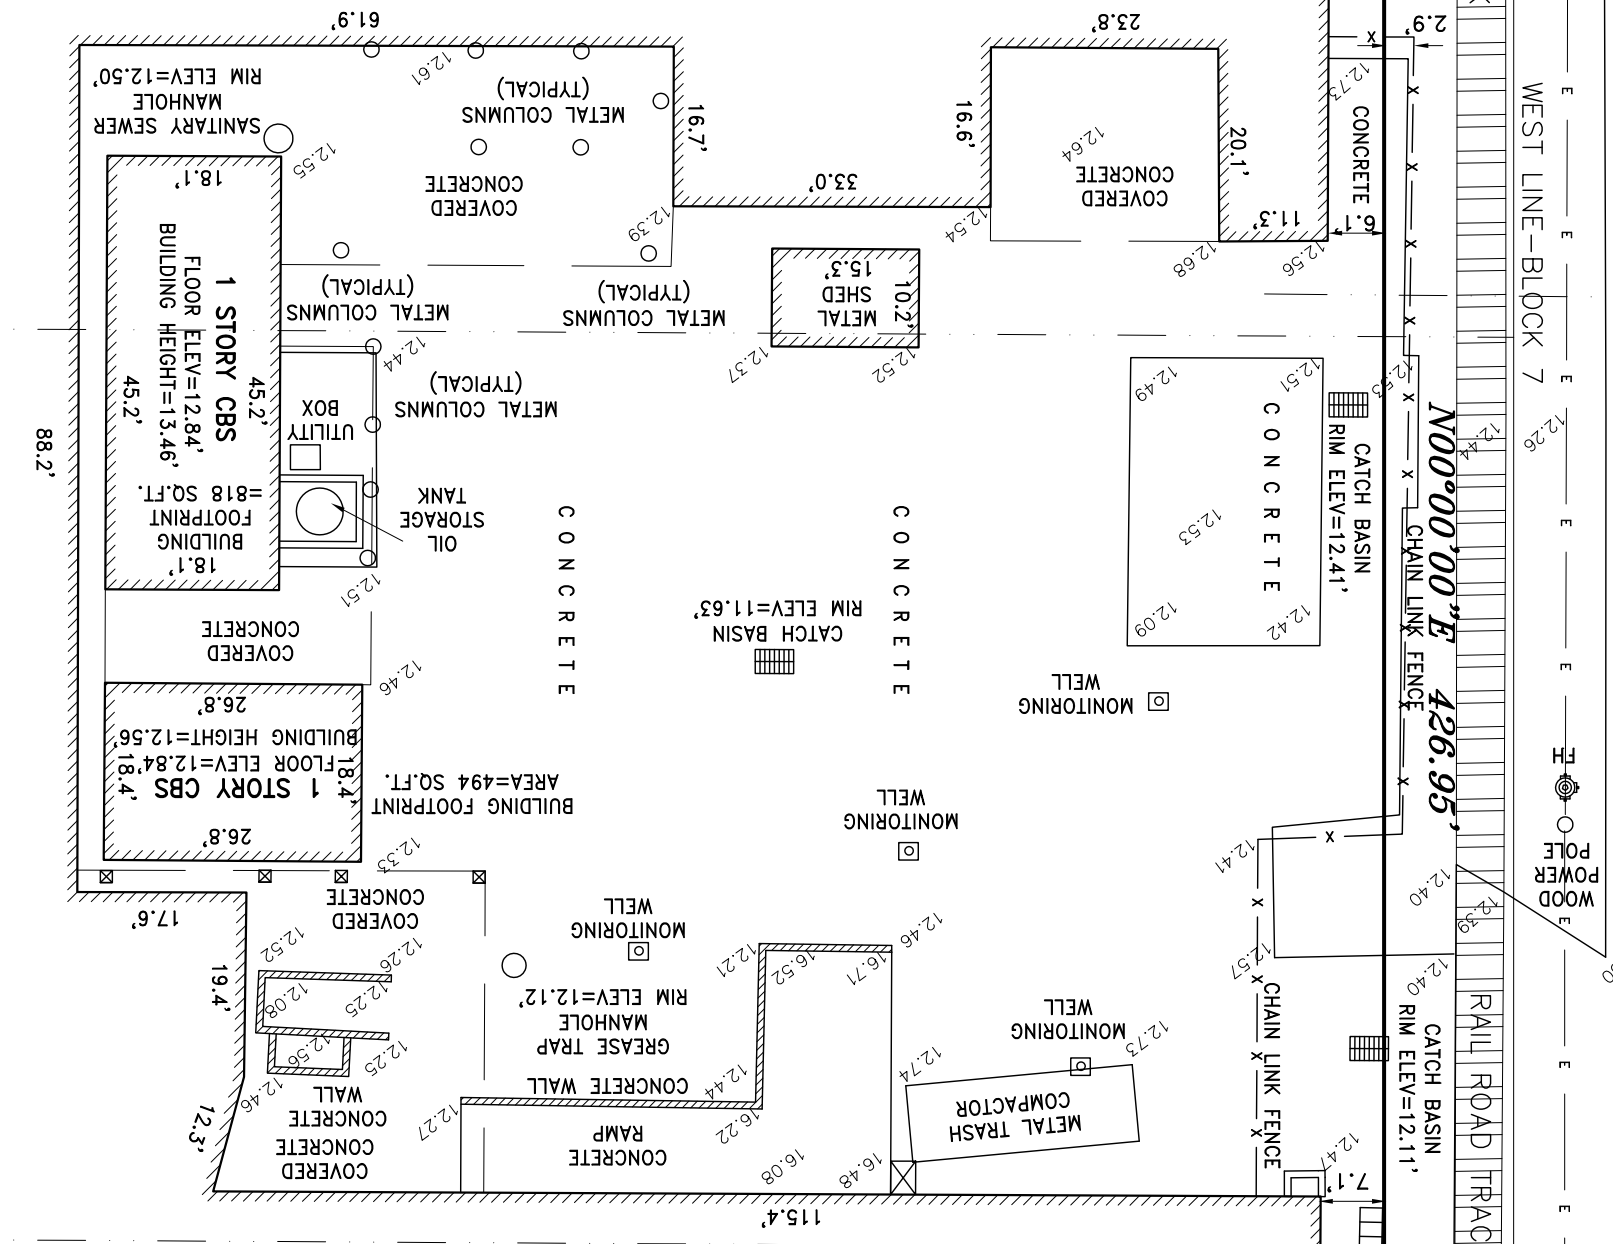 61.9'
SANITARY SEWER
MANHOLE
RIM ELEV=12.50'
12.61
12.55
METAL COLUMNS
(TYPICAL)
16.7'
COVERED
CONCRETE
12.39
33.0'
16.6'
12.54
23.8'
12.64
COVERED
CONCRETE
20.1'
11.3'
12.68
12.56
6.1'
2.9'
X
12.73
CONCRETE
WEST LINE-BLOCK 7
18.1'
1 STORY CBS
FLOOR ELEV=12.84'
BUILDING HEIGHT=13.46'
45.2'
45.2'
BUILDING
FOOTPRINT
=818 SQ.FT.
18.1'
88.2'
METAL COLUMNS
(TYPICAL)
12.44
METAL COLUMNS
(TYPICAL)
METAL COLUMNS
(TYPICAL)
UTILITY
BOX
OIL
STORAGE
TANK
12.51
METAL
SHED
15.3'
10.2'
12.37
12.52
CONCRETE
CONCRETE
CATCH BASIN
RIM ELEV=11.63'
12.49
12.51
CONCRETE
12.53
12.09
12.42
CATCH BASIN
RIM ELEV=12.41'
12.53
N00°00'00"E 426.95'
CHAIN LINK FENCE
12.44
12.26
COVERED
CONCRETE
12.46
26.8'
1 STORY CBS
FLOOR ELEV=12.84'
BUILDING HEIGHT=12.56'
18.4'
18.4'
26.8'
BUILDING FOOTPRINT
AREA=494 SQ.FT.
12.33
MONITORING
WELL
MONITORING
WELL
MONITORING
WELL
MONITORING
WELL
FH
WOOD
POWER
POLE
17.6'
COVERED
CONCRETE
12.52
12.26
19.4'
12.08
12.25
12.56
12.25
12.46
12.3'
CONCRETE
WALL
COVERED
CONCRETE
12.27
GREASE TRAP
MANHOLE
RIM ELEV=12.12'
12.21
16.52
16.71
12.46
CONCRETE WALL
12.44
16.22
CONCRETE
RAMP
16.08
16.48
12.74
METAL TRASH
COMPACTOR
12.73
12.41
12.57
CHAIN LINK FENCE
12.40
12.39
12.40
CATCH BASIN
RIM ELEV=12.11'
12.47
7.1'
115.4'
RAIL ROAD TRAC